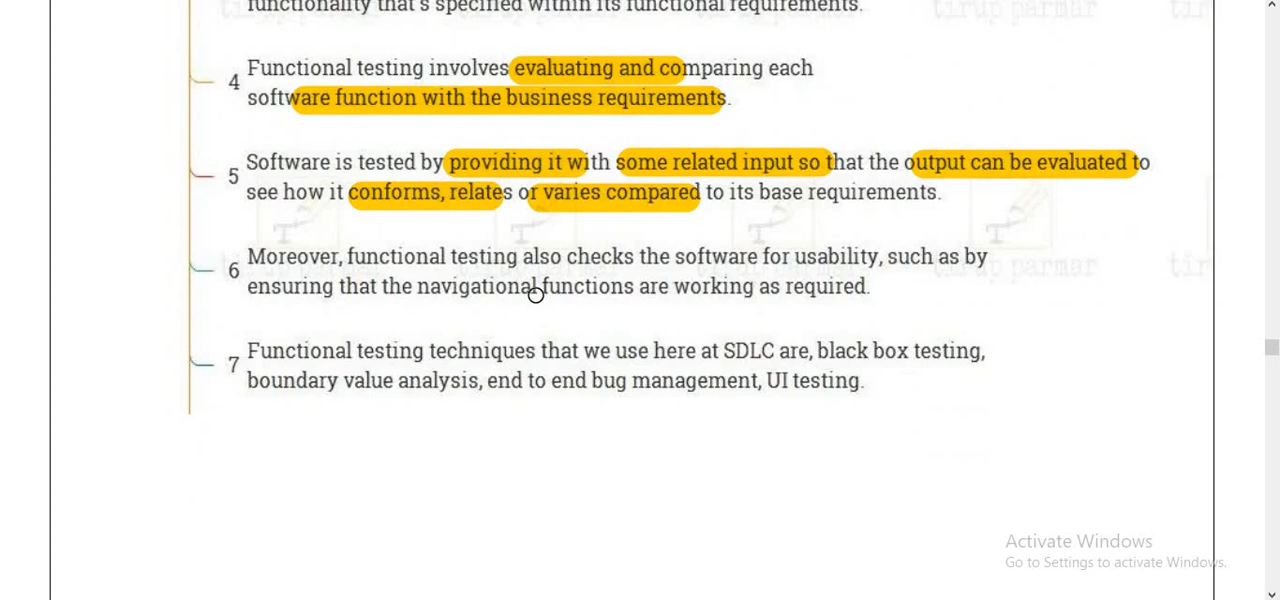 functionality that's specified within its functional requirements.
tirup parmar
4 Functional testing involves evaluating and comparing each
software function with the business requirements.
5 Software is tested by providing it with some related input so that the output can be evaluated to
see how it conforms, relates or varies compared to its base requirements.
6 Moreover, functional testing also checks the software for usability, such as by
ensuring that the navigational functions are working as required.
tirup parmar
7 Functional testing techniques that we use here at SDLC are, black box testing,
boundary value analysis, end to end bug management, UI testing.
Activate Windows
Go to Settings to activate Windows.